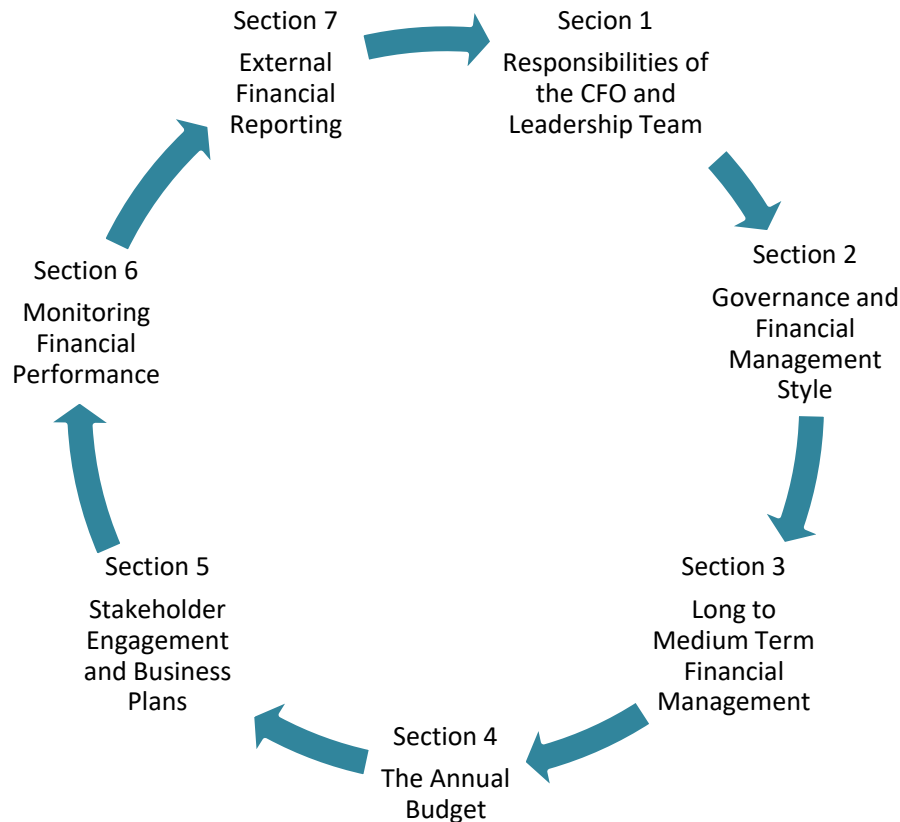 Secion 1
Responsibilities of
the CFO and
Leadership Team
Section 2
Governance and
Financial
Management
Style
Section 3
Long to
Medium Term
Financial
Management
Section 4
The Annual
Budget
Section 5
Stakeholder
Engagement
and Business
Plans
Section 6
Monitoring
Financial
Performance
Section 7
External
Financial
Reporting